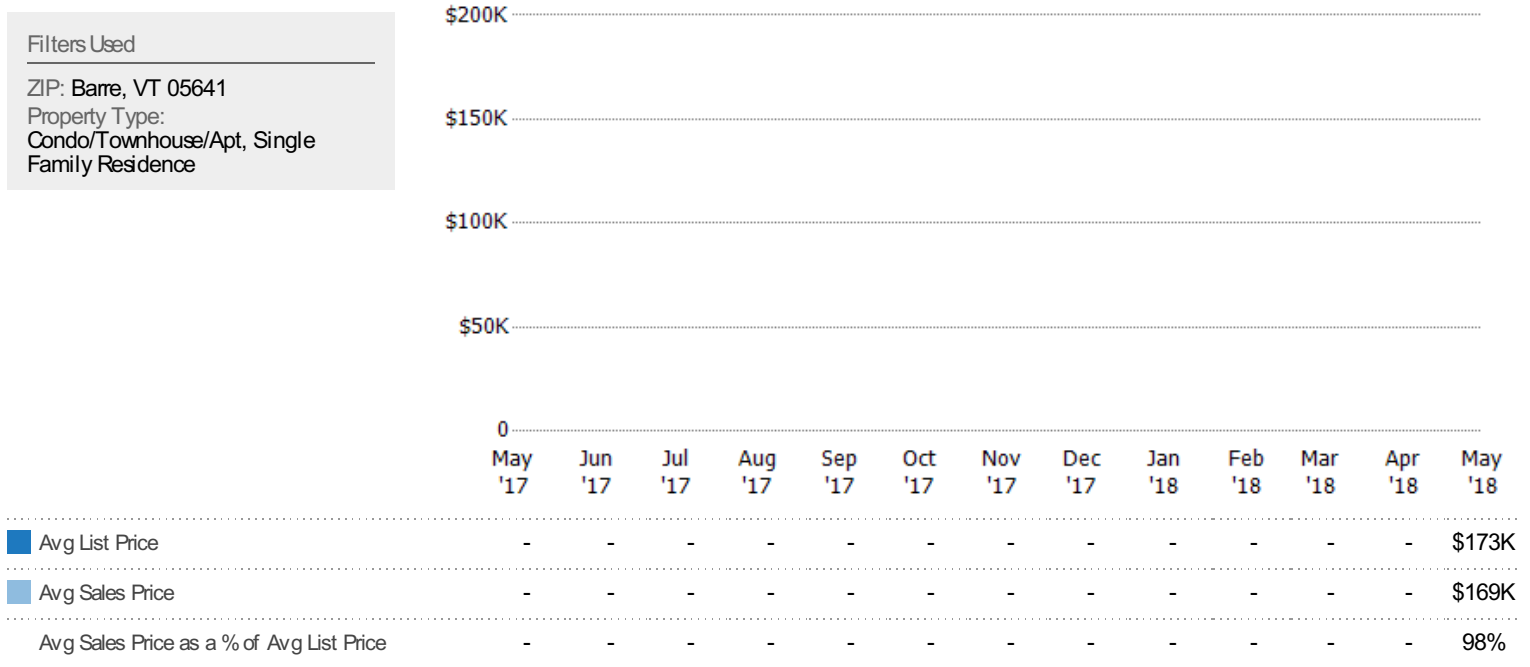 Filters Used
ZIP: Barre, VT 05641
Property Type:
Condo/Townhouse/Apt, Single
Family Residence
$200K
$150K
$100K
$50K
0
May Jun Jul Aug Sep Oct Nov Dec Jan Feb Mar Apr May
'17 '17 '17 '17 '17 '17 '17 '17 '18 '18 '18 '18 '18
Avg List Price - - - - - - - - - - - - $173K
Avg Sales Price - - - - - - - - - - - - $169K
Avg Sales Price as a % of Avg List Price - - - - - - - - - - - - 98%